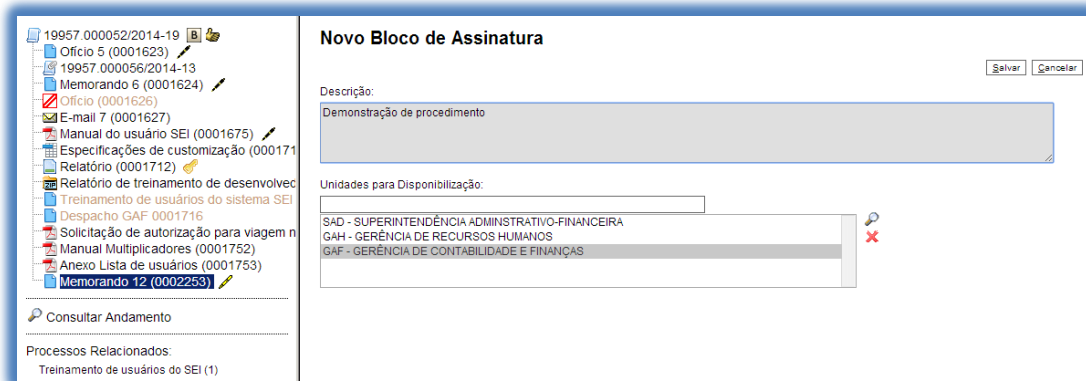 19957.000052/2014-19 B
Ofício 5 (0001623)
19957.000056/2014-13
Memorando 6 (0001624)
Ofício (0001626)
E-mail 7 (0001627)
Manual do usuário SEI (0001675)
Especificações de customização (000171
Relatório (0001712)
Relatório de treinamento de desenvolvec
Treinamento de usuários do sistema SEI
Despacho GAF 0001716
Solicitação de autorização para viagem n
Manual Multiplicadores (0001752)
Anexo Lista de usuários (0001753)
Memorando 12 (0002253)
Consultar Andamento
Processos Relacionados:
Treinamento de usuários do SEI (1)
Novo Bloco de Assinatura
Salvar Cancelar
Descrição:
Demonstração de procedimento
Unidades para Disponibilização:
SAD - SUPERINTENDÊNCIA ADMINSTRATIVO-FINANCEIRA
GAH - GERÊNCIA DE RECURSOS HUMANOS
GAF - GERÊNCIA DE CONTABILIDADE E FINANÇAS